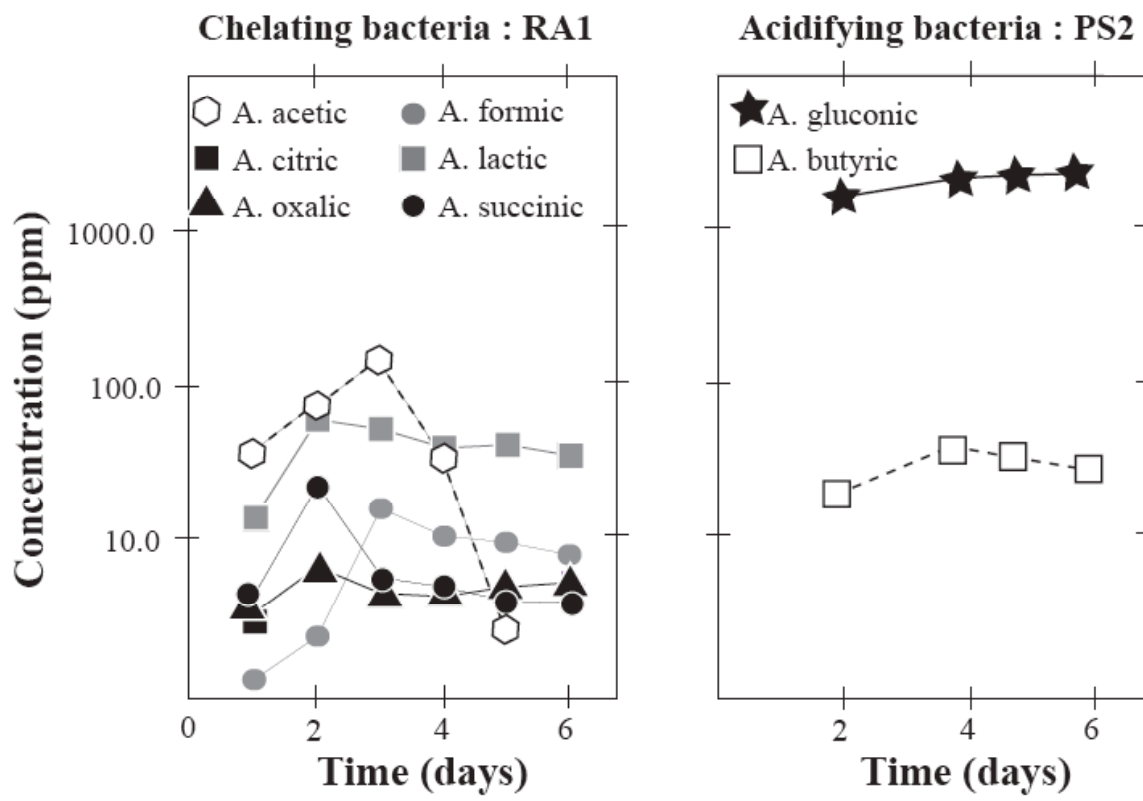 Chelating bacteria : RA1
Acidifying bacteria : PS2
A. acetic
A. formic
A. citric
A. lactic
A. oxalic
A. succinic
A. gluconic
A. butyric
Concentration (ppm)
1000.0
100.0
10.0
0 2 4 6
2 4 6
Time (days)
Time (days)